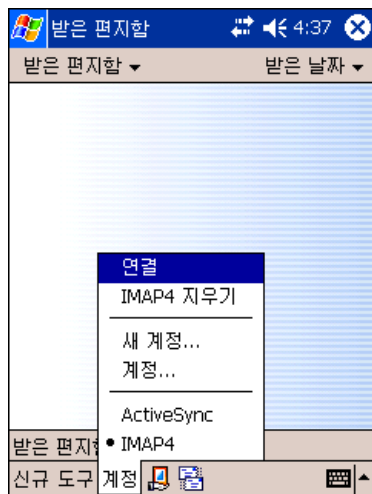 받은 편지함 4:37
받은 편지함 받은 날짜
연결
IMAP4 지우기
새 계정...
계정...
ActiveSync
받은 편지 • IMAP4
신규 도구 계정